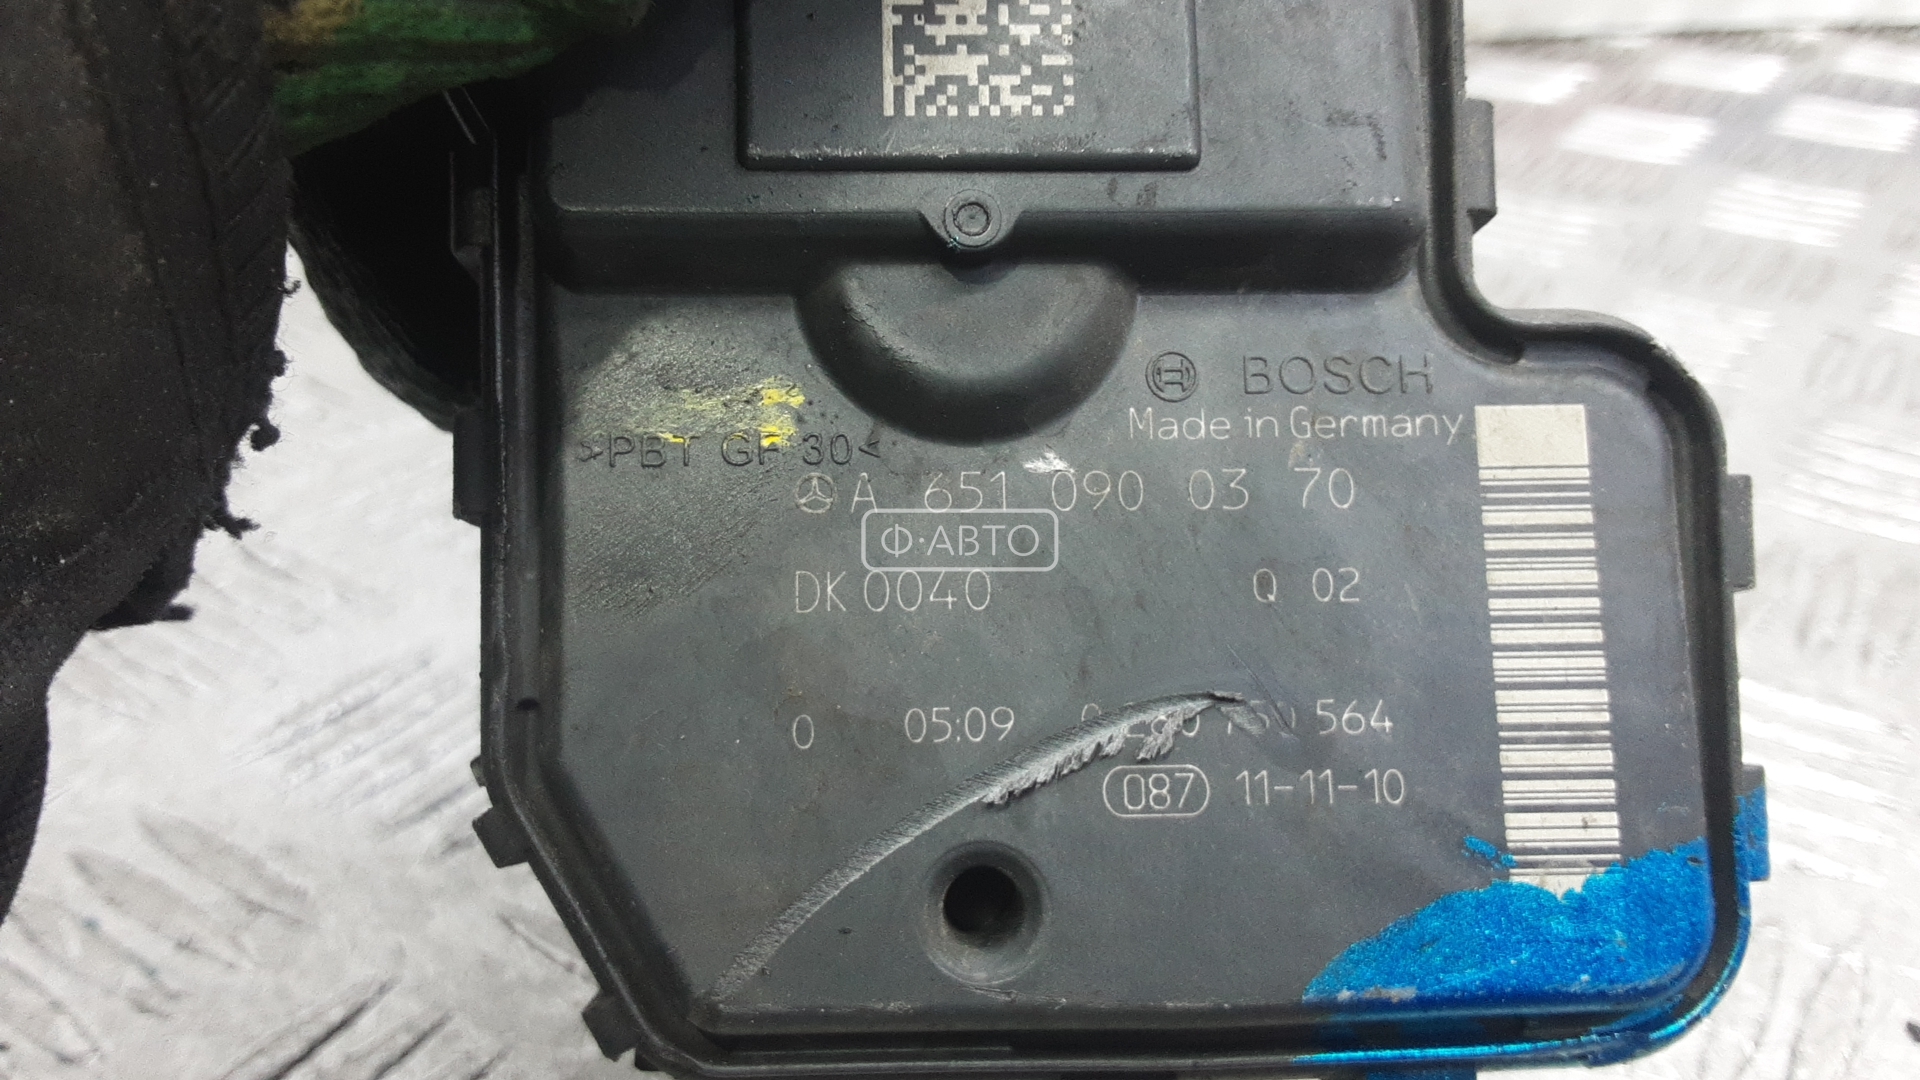 BOSCH
Made in Germany
>PBT GF 30<
A 651 090 03 70
Ф·АВТО
DK 0040 Q 02
0 05:09 564
087 11-11-10